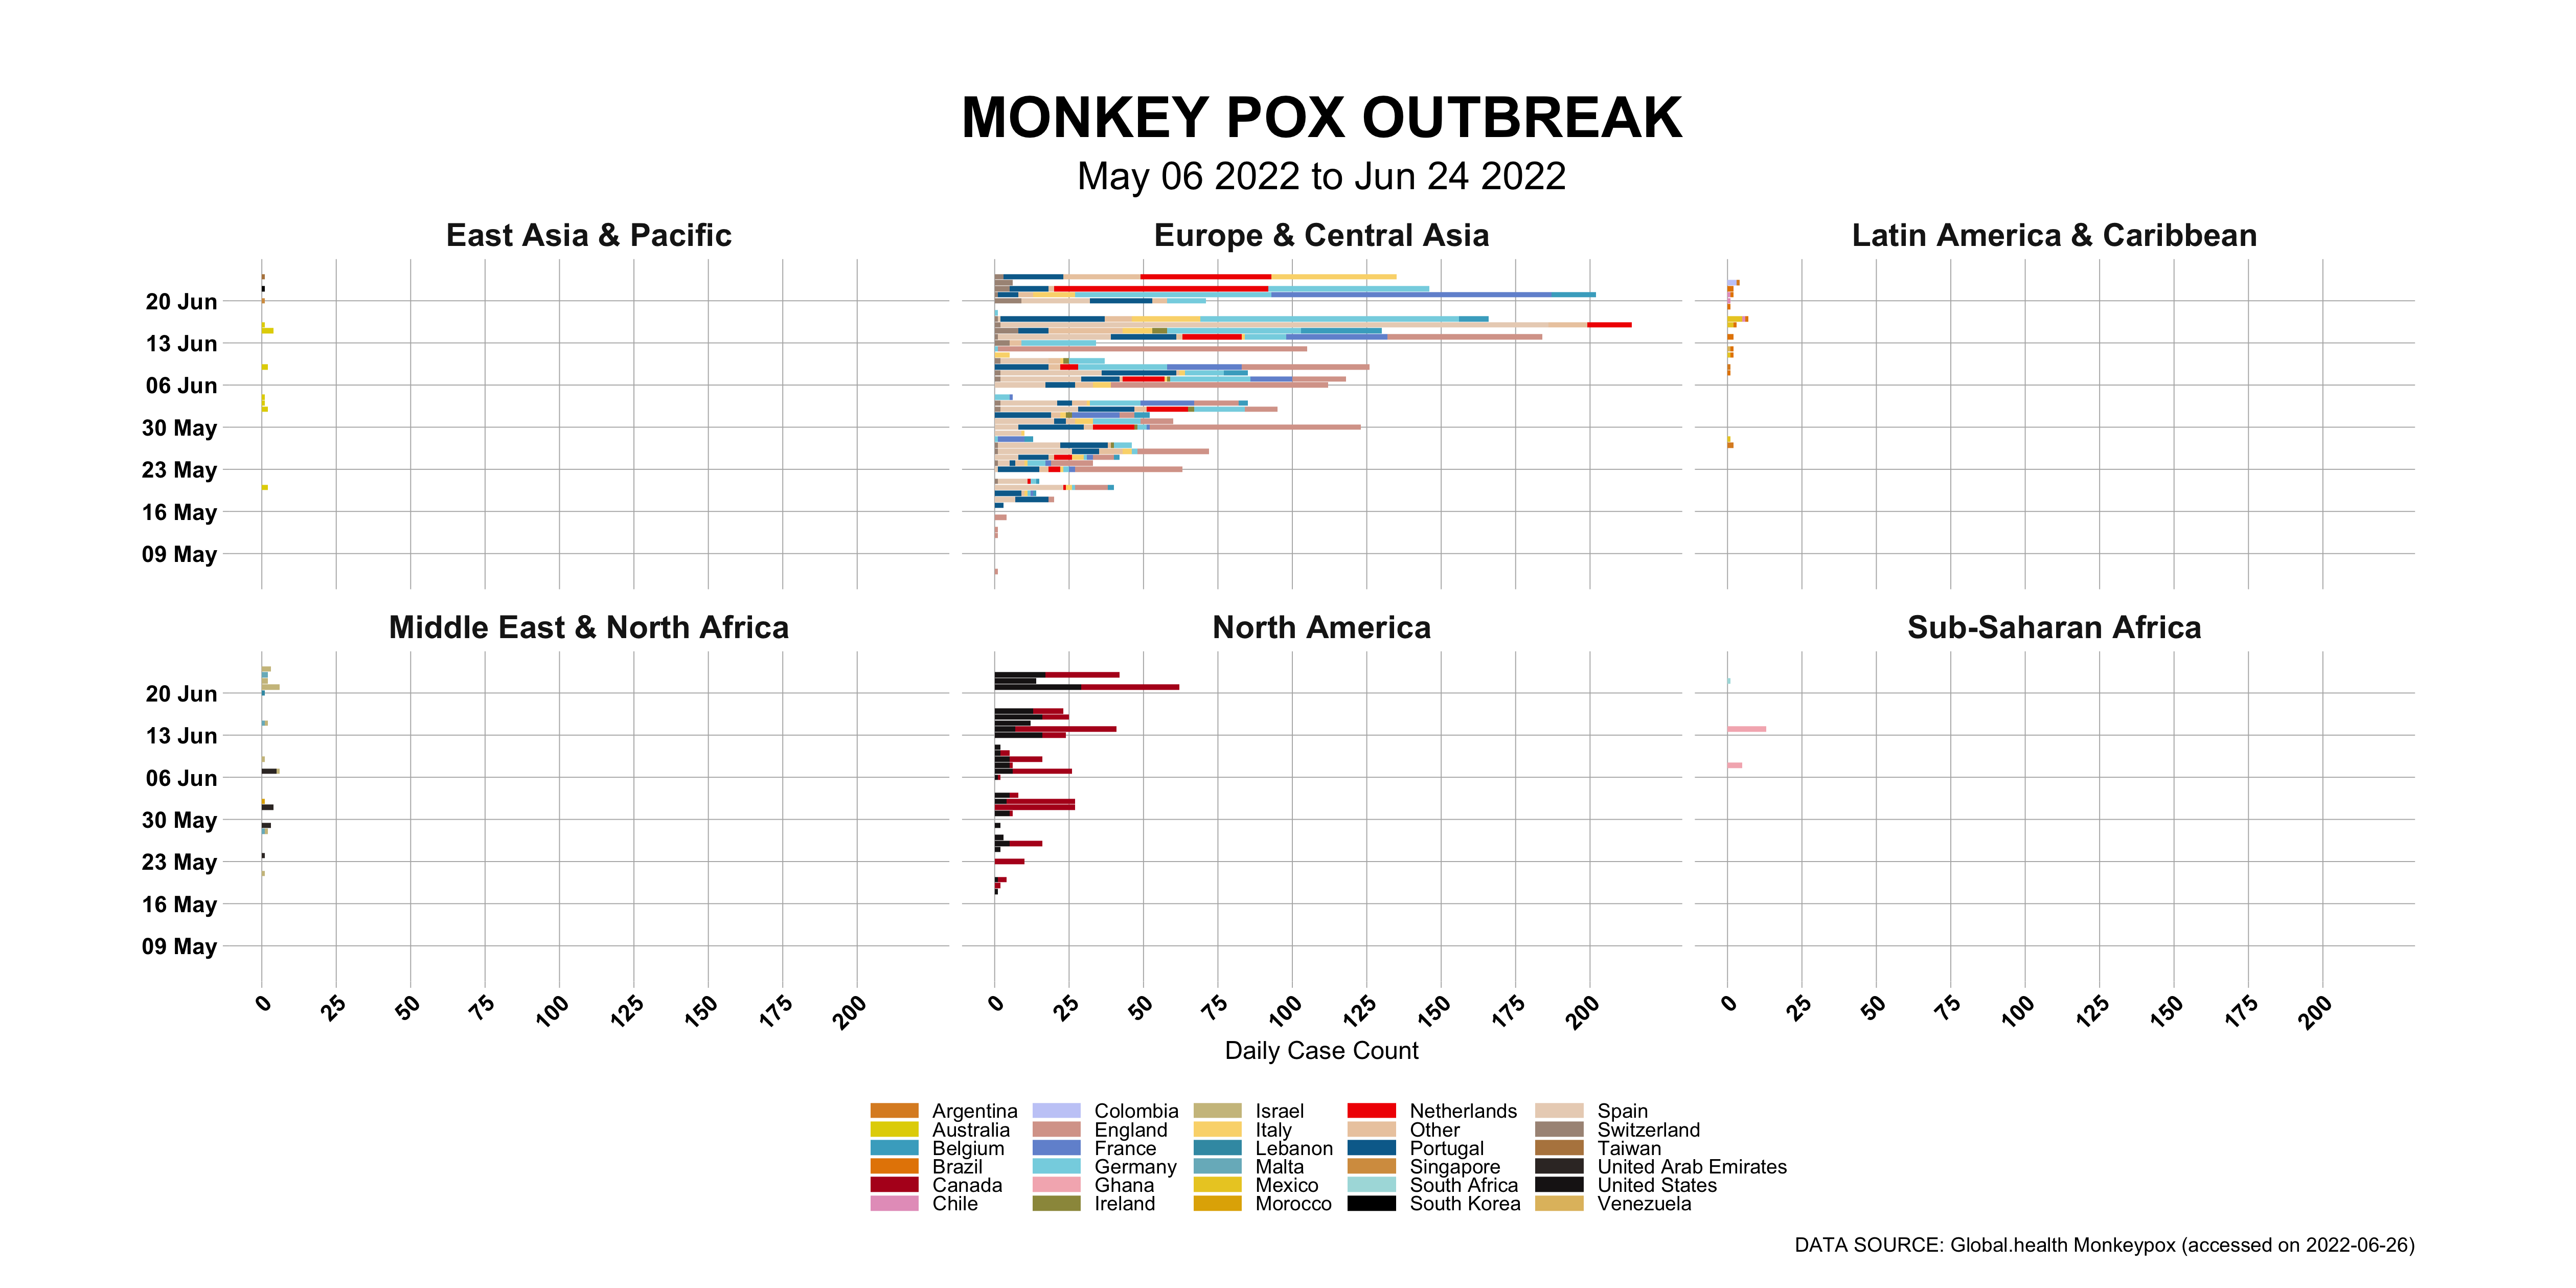 MONKEY POX OUTBREAK
May 06 2022 to Jun 24 2022
East Asia & Pacific
Europe & Central Asia
Latin America & Caribbean
20 Jun
13 Jun
06 Jun
30 May
23 May
16 May
09 May
Middle East & North Africa
North America
Sub-Saharan Africa
20 Jun
13 Jun
06 Jun
30 May
23 May
16 May
09 May
0 25 50 75 100 125 150 175 200
0 25 50 75 100 125 150 175 200
0 25 50 75 100 125 150 175 200
Daily Case Count
Argentina Colombia Israel Netherlands Spain
Australia England Italy Other Switzerland
Belgium France Lebanon Portugal Taiwan
Brazil Germany Malta Singapore United Arab Emirates
Canada Ghana Mexico South Africa United States
Chile Ireland Morocco South Korea Venezuela
DATA SOURCE: Global.health Monkeypox (accessed on 2022-06-26)